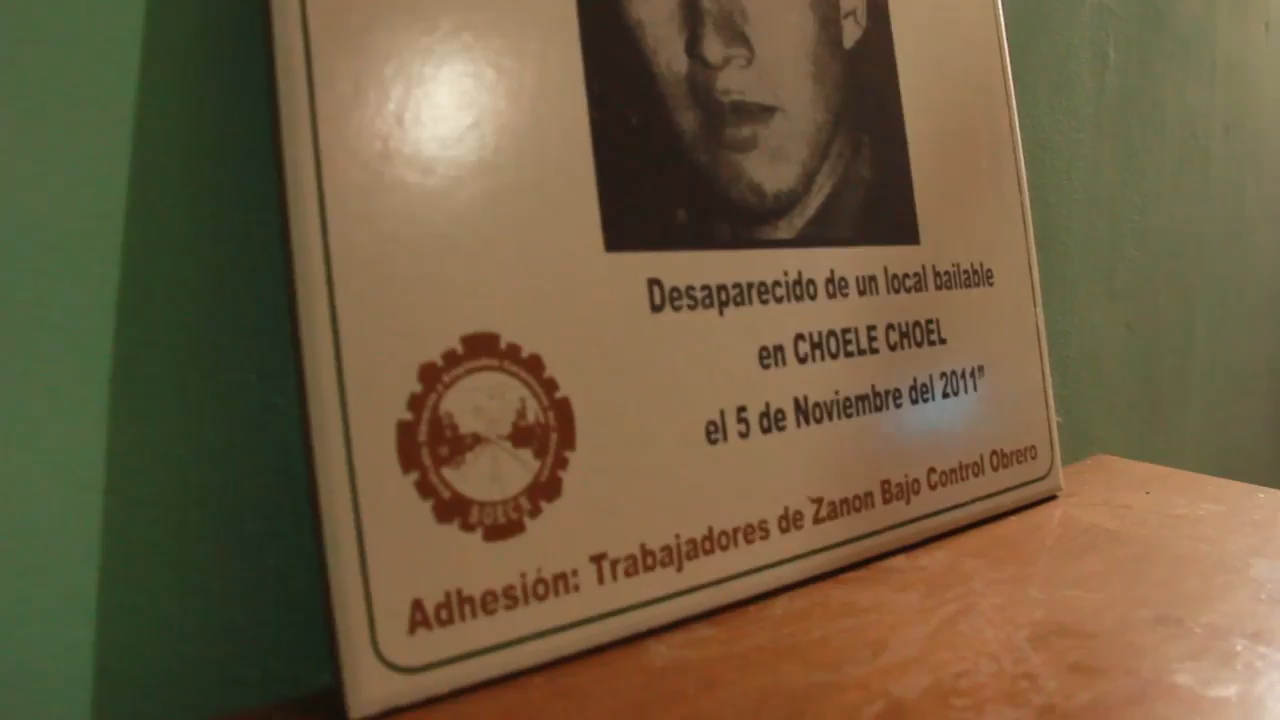 Desaparecido de un local bailable
en CHOELE CHOEL
el 5 de Noviembre del 2011"
Adhesión: Trabajadores de Zanon Bajo Control Obrero